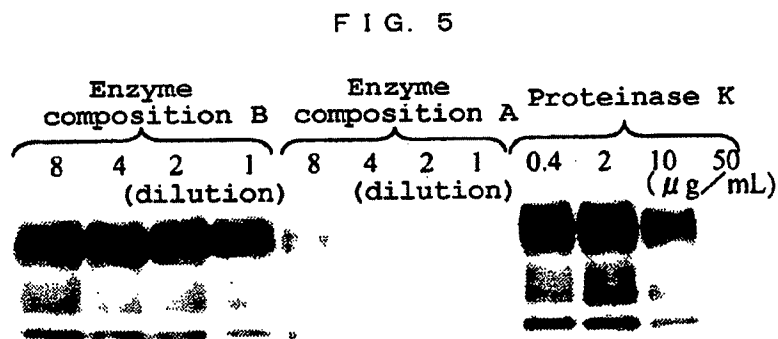 FIG. 5
Enzyme composition B
Enzyme composition A
Proteinase K
8 4 2 1
(dilution)
8 4 2 1
(dilution)
0.4 2 10 50
(μg/mL)